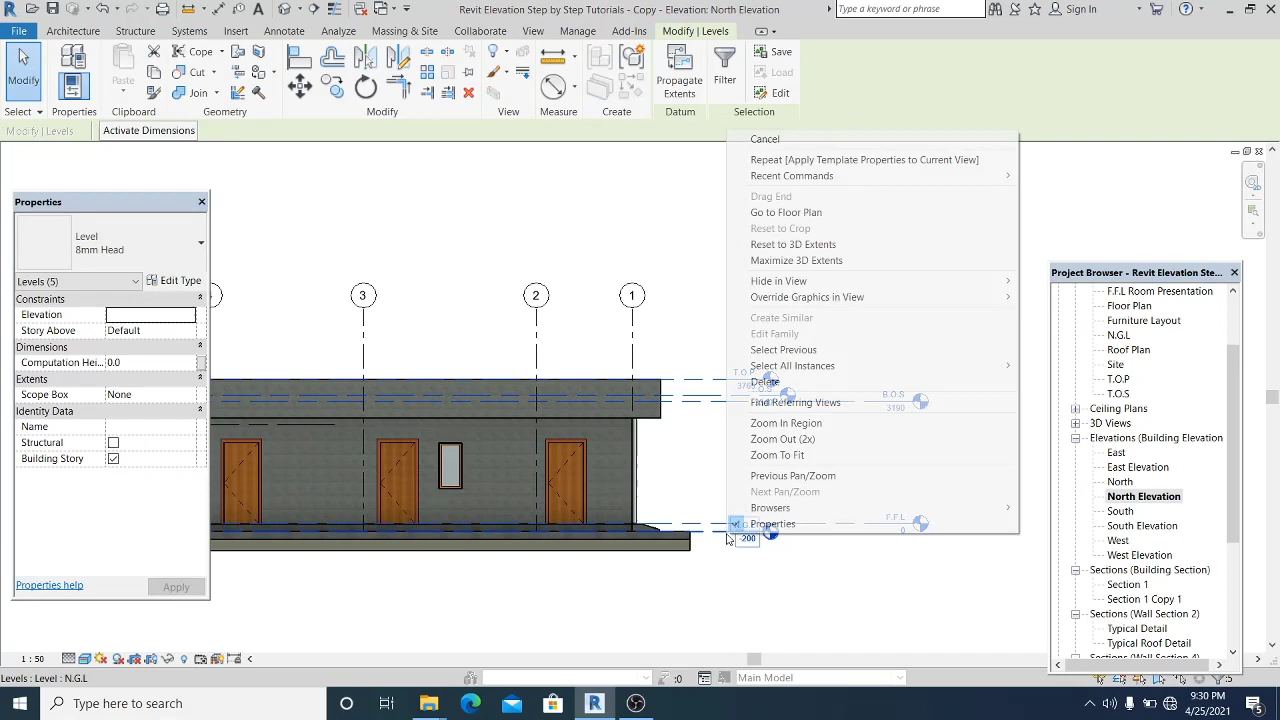 Revit Elevation Step by Step Tutorials - Copy - Elevation: North Elevation
Type a keyword or phrase
Sign In
File Architecture Structure Systems Insert Annotate Analyze Massing & Site Collaborate View Manage Add-Ins Modify | Levels
Modify Paste Cope Cut Join Propagate Extents Filter Save Load Edit
Select Properties Clipboard Geometry Modify View Measure Create Datum Selection
Modify | Levels Activate Dimensions
Properties
Level
8mm Head
Levels (5) Edit Type
Constraints
Elevation
Story Above Default
Dimensions
Computation Hei... 0.0
Extents
Scope Box None
Identity Data
Name
Structural
Building Story
Properties help Apply
3 2 1
T.O.P
3765
T.O.S
B.O.S
3190
F.F.L
0
-200
Cancel
Repeat [Apply Template Properties to Current View]
Recent Commands
Drag End
Go to Floor Plan
Reset to Crop
Reset to 3D Extents
Maximize 3D Extents
Hide in View
Override Graphics in View
Create Similar
Edit Family
Select Previous
Select All Instances
Delete
Find Referring Views
Zoom In Region
Zoom Out (2x)
Zoom To Fit
Previous Pan/Zoom
Next Pan/Zoom
Browsers
Properties
Project Browser - Revit Elevation Ste...
F.F.L Room Presentation
Floor Plan
Furniture Layout
N.G.L
Roof Plan
Site
T.O.P
T.O.S
Ceiling Plans
3D Views
Elevations (Building Elevation
East
East Elevation
North
North Elevation
South
South Elevation
West
West Elevation
Sections (Building Section)
Section 1
Section 1 Copy 1
Sections (Wall Section 2)
Typical Detail
Typical Roof Detail
Sections (Wall Section 4)
1 : 50
Levels : Level : N.G.L
:0
Main Model
Type here to search
9:30 PM
4/25/2021